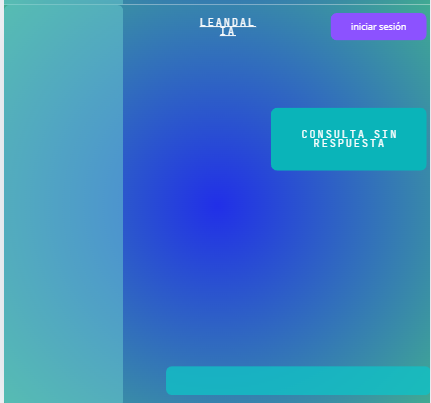 LEANDAL
IA
iniciar sesión
CONSULTA SIN
RESPUESTA